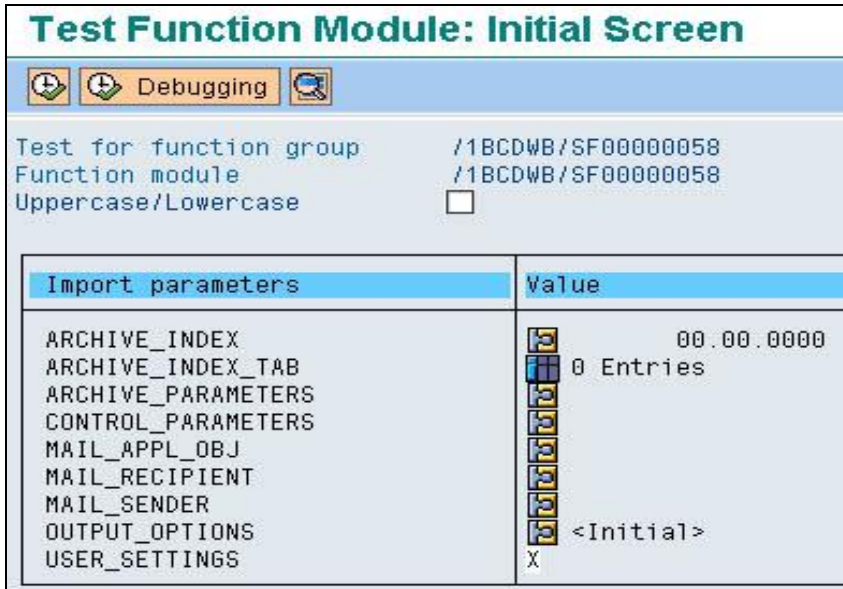 Test Function Module: Initial Screen
Debugging
Test for function group /1BCDWB/SF00000058
Function module /1BCDWB/SF00000058
Uppercase/Lowercase
Import parameters Value
ARCHIVE_INDEX 00.00.0000
ARCHIVE_INDEX_TAB 0 Entries
ARCHIVE_PARAMETERS
CONTROL_PARAMETERS
MAIL_APPL_OBJ
MAIL_RECIPIENT
MAIL_SENDER
OUTPUT_OPTIONS <Initial>
USER_SETTINGS X